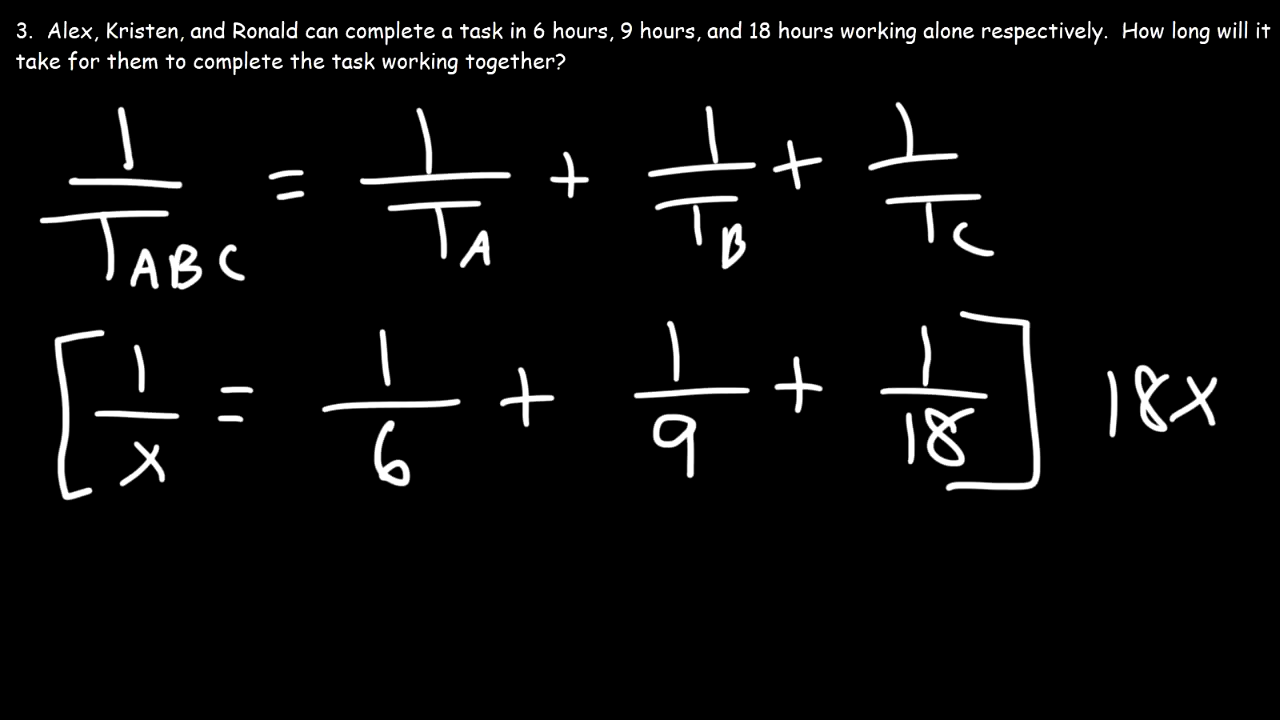 3. Alex, Kristen, and Ronald can complete a task in 6 hours, 9 hours, and 18 hours working alone respectively. How long will it
take for them to complete the task working together?
1/T_ABC = 1/T_A + 1/T_B + 1/T_C
[1/x = 1/6 + 1/9 + 1/18] 18x